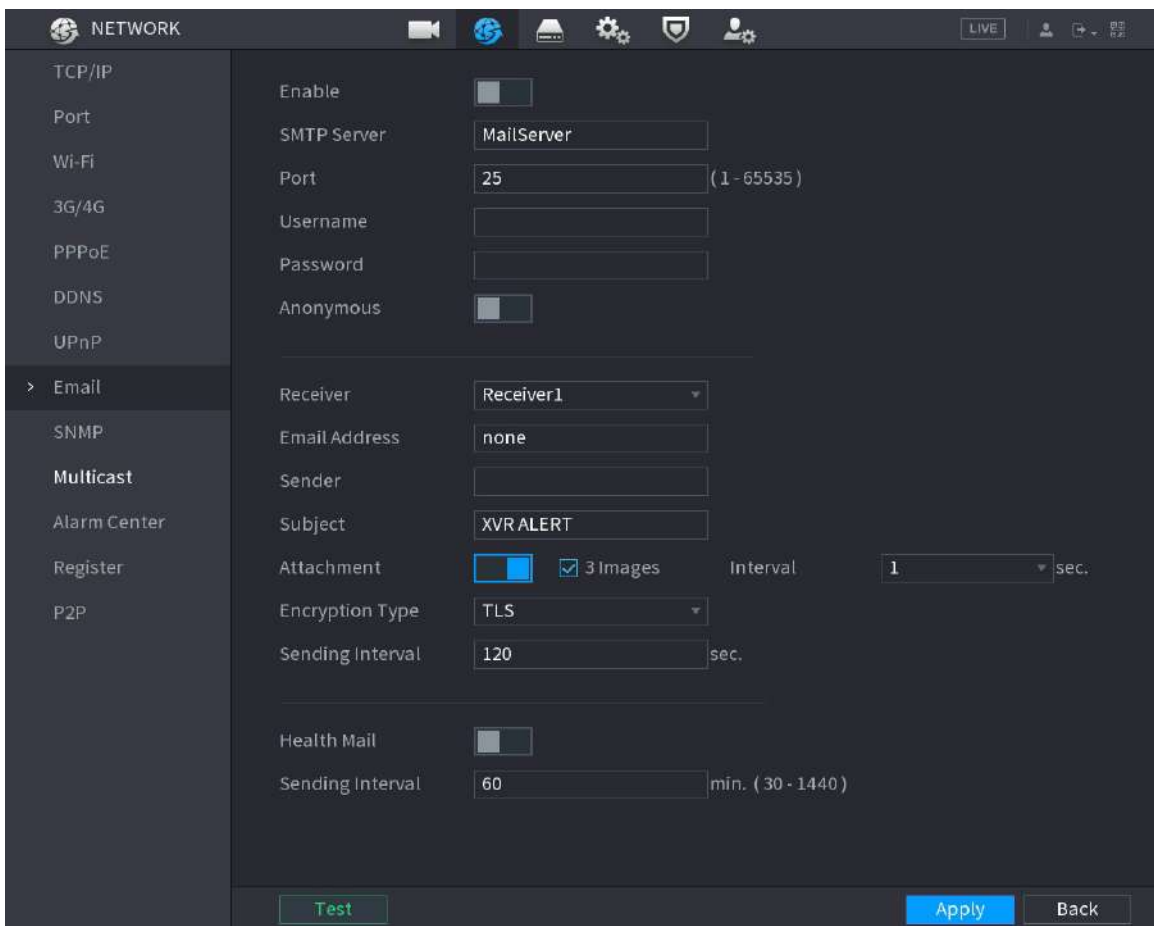 NETWORK
LIVE
TCP/IP
Port
Wi-Fi
3G/4G
PPPoE
DDNS
UPnP
> Email
SNMP
Multicast
Alarm Center
Register
P2P
Enable
SMTP Server MailServer
Port 25 (1-65535)
Username
Password
Anonymous
Receiver Receiver1
Email Address none
Sender
Subject XVR ALERT
Attachment 3 Images Interval 1 sec.
Encryption Type TLS
Sending Interval 120 sec.
Health Mail
Sending Interval 60 min. (30-1440)
Test Apply Back